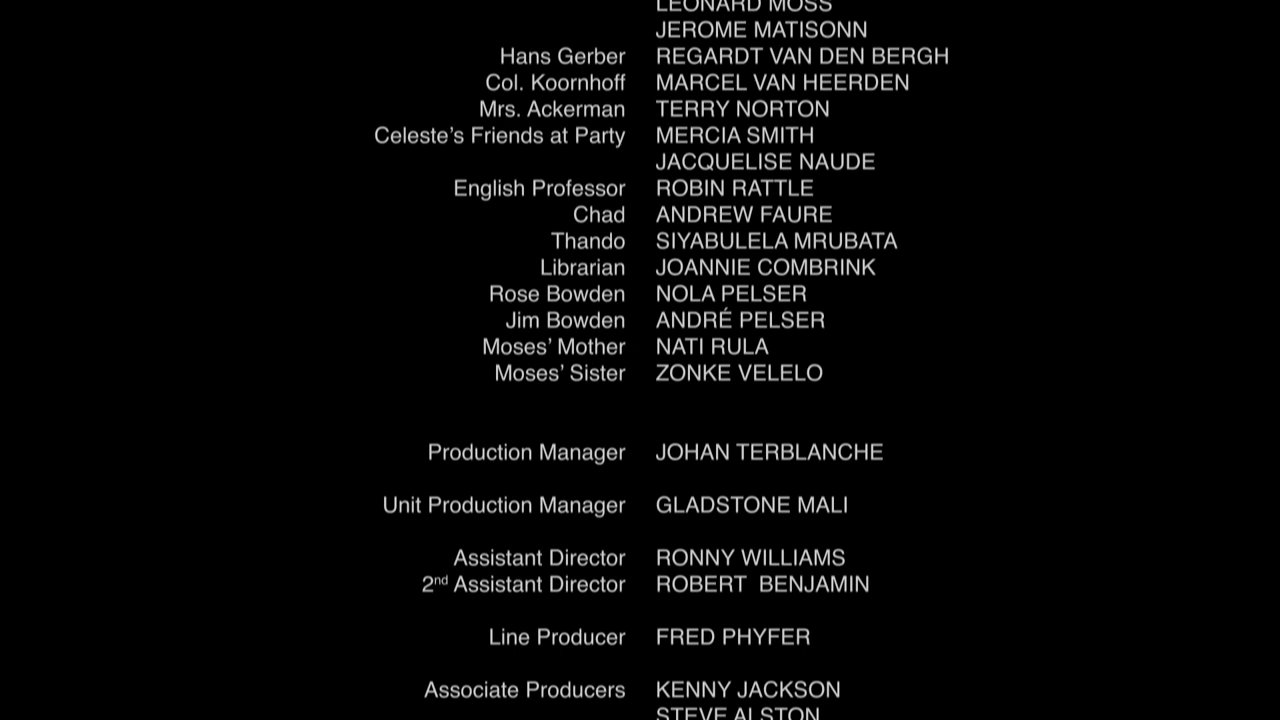 LEONARD MOSS
JEROME MATISONN
Hans Gerber REGARDT VAN DEN BERGH
Col. Koornhoff MARCEL VAN HEERDEN
Mrs. Ackerman TERRY NORTON
Celeste’s Friends at Party MERCIA SMITH
JACQUELISE NAUDE
English Professor ROBIN RATTLE
Chad ANDREW FAURE
Thando SIYABULELA MRUBATA
Librarian JOANNIE COMBRINK
Rose Bowden NOLA PELSER
Jim Bowden ANDRÉ PELSER
Moses’ Mother NATI RULA
Moses’ Sister ZONKE VELELO
Production Manager JOHAN TERBLANCHE
Unit Production Manager GLADSTONE MALI
Assistant Director RONNY WILLIAMS
2nd Assistant Director ROBERT BENJAMIN
Line Producer FRED PHYFER
Associate Producers KENNY JACKSON
STEVE ALSTON